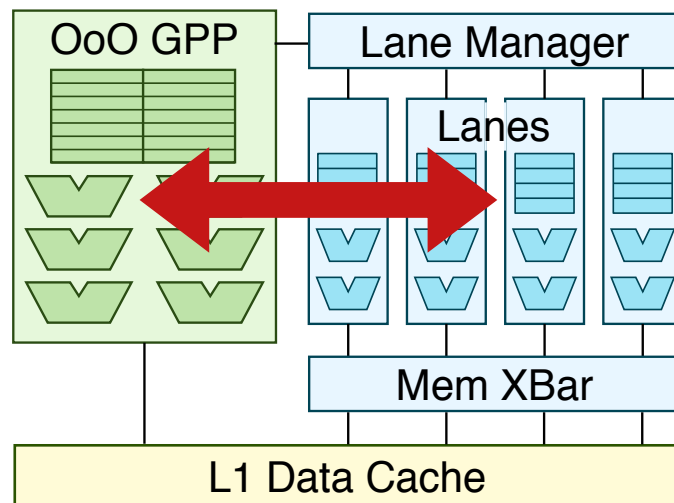 OoO GPP
Lane Manager
Lanes
Mem XBar
L1 Data Cache